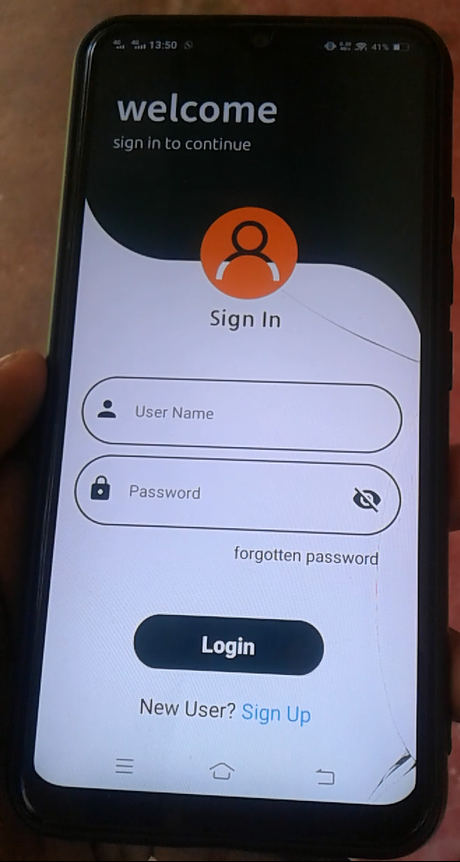 13:50
41%
welcome
sign in to continue
Sign In
User Name
Password
forgotten password
Login
New User? Sign Up